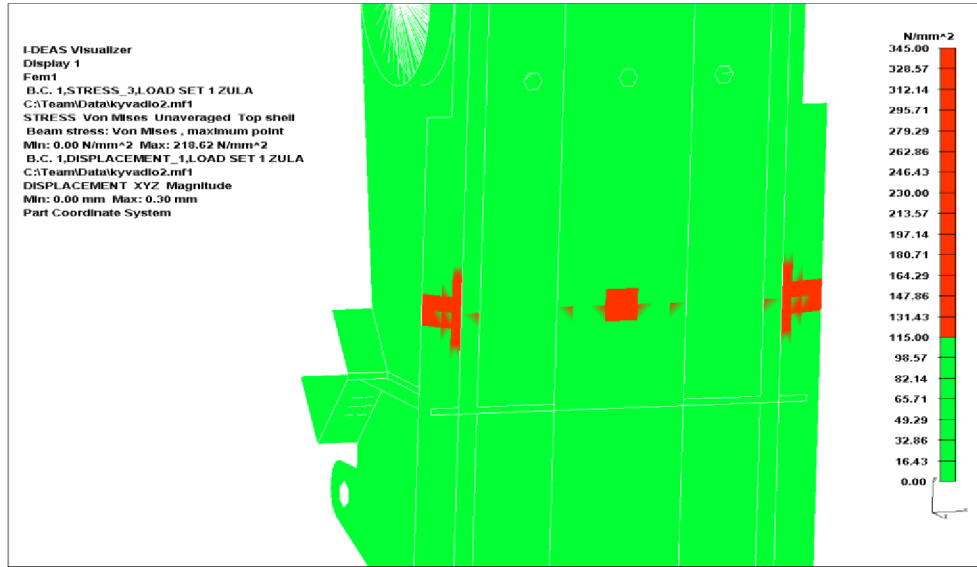 I-DEAS Visualizer
Display 1
Fem1
B.C. 1,STRESS_3,LOAD SET 1 ZULA
C:\Team\Data\kyvadlo2.mf1
STRESS Von Mises Unaveraged Top shell
Beam stress: Von Mises , maximum point
Min: 0.00 N/mm^2 Max: 218.62 N/mm^2
B.C. 1,DISPLACEMENT_1,LOAD SET 1 ZULA
C:\Team\Data\kyvadlo2.mf1
DISPLACEMENT XYZ Magnitude
Min: 0.00 mm Max: 0.30 mm
Part Coordinate System
N/mm^2
345.00
328.57
312.14
295.71
279.29
262.86
246.43
230.00
213.57
197.14
180.71
164.29
147.86
131.43
115.00
98.57
82.14
65.71
49.29
32.86
16.43
0.00